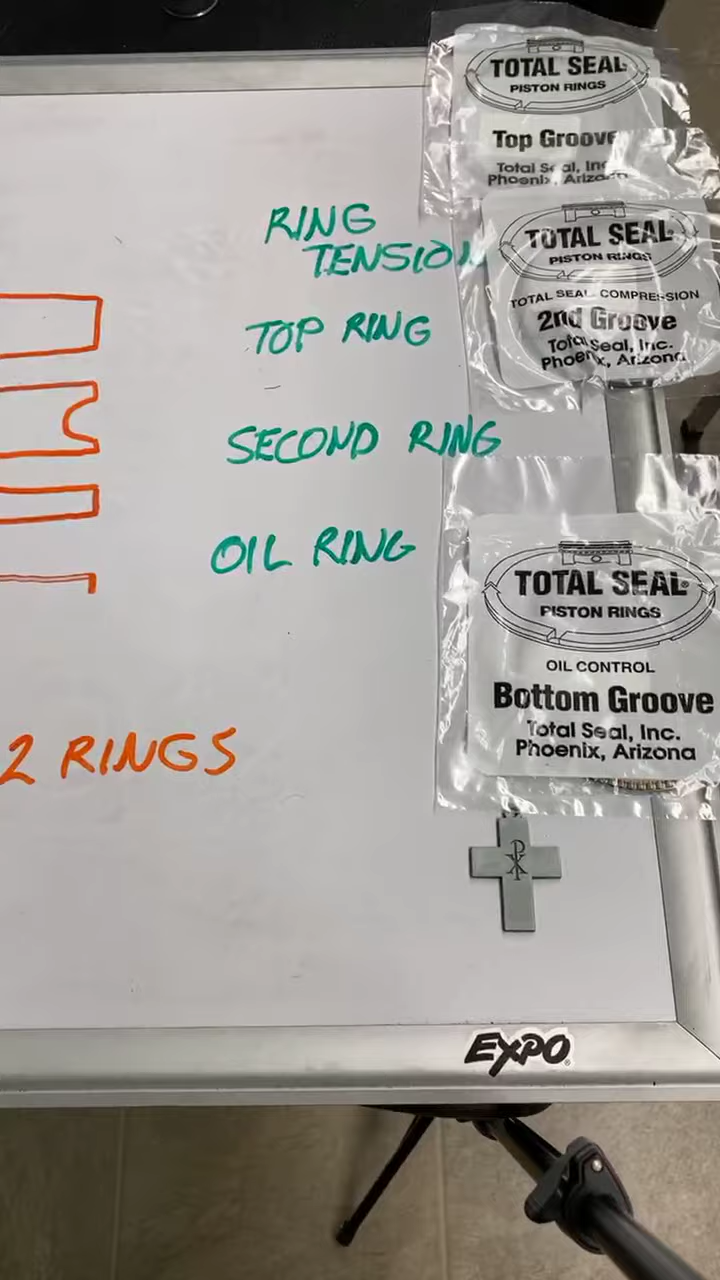 TOTAL SEAL
PISTON RINGS
Top Groove
Total Seal, Inc
Phoenix, Arizona
RING
TENSION
TOTAL SEAL
PISTON RINGS
TOTAL SEAL COMPRESSION
2nd Groove
Total Seal, Inc.
Phoenix, Arizona
TOP RING
SECOND RING
OIL RING
TOTAL SEAL®
PISTON RINGS
OIL CONTROL
Bottom Groove
Total Seal, Inc.
Phoenix, Arizona
2 RINGS
EXPO®